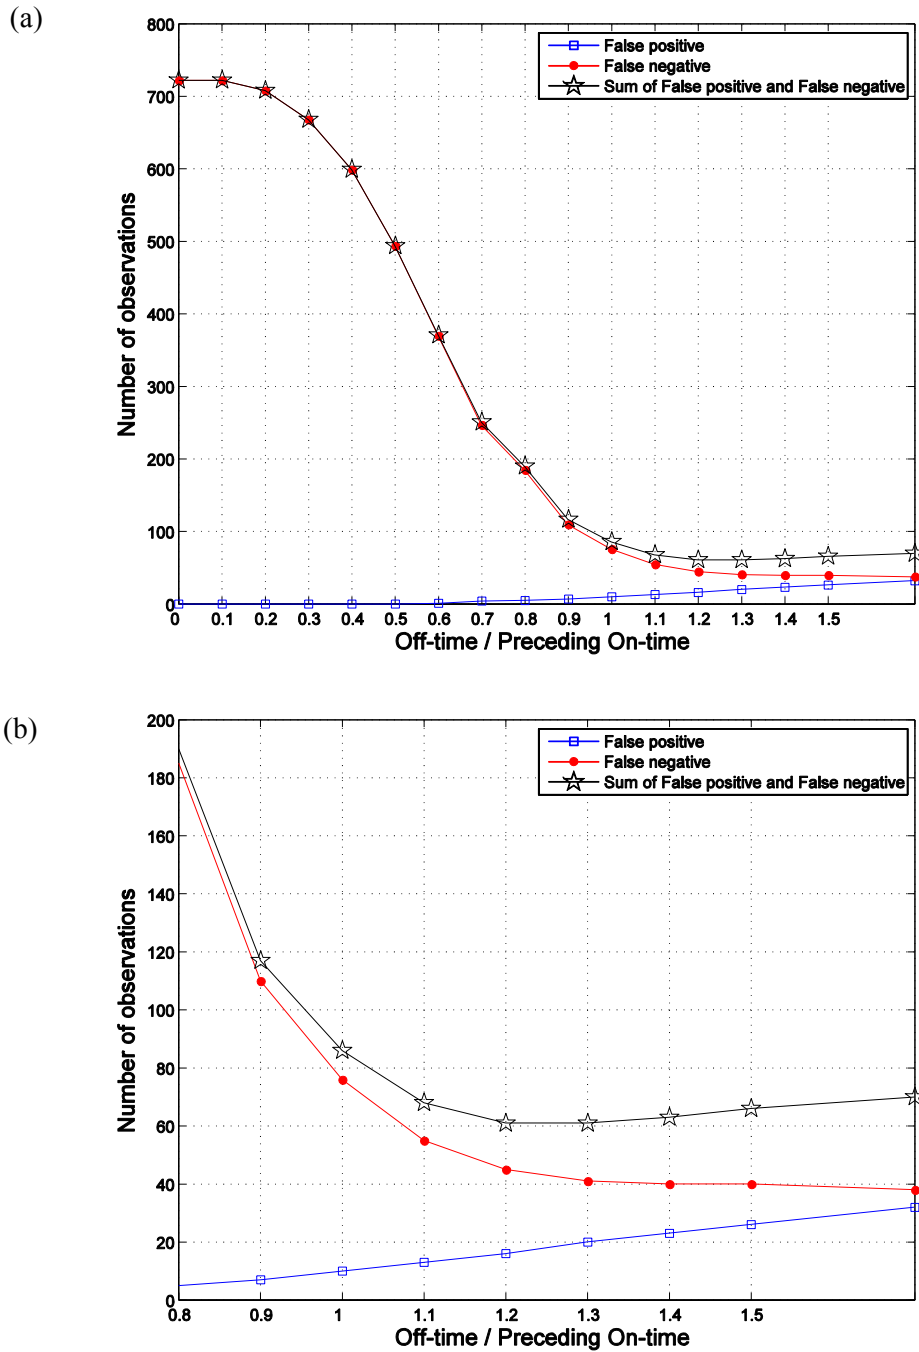 (a)
800
700
600
500
400
300
200
100
0
Number of observations
False positive
False negative
Sum of False positive and False negative
0 0.1 0.2 0.3 0.4 0.5 0.6 0.7 0.8 0.9 1 1.1 1.2 1.3 1.4 1.5
Off-time / Preceding On-time
(b)
200
180
160
140
120
100
80
60
40
20
0
Number of observations
False positive
False negative
Sum of False positive and False negative
0.8 0.9 1 1.1 1.2 1.3 1.4 1.5
Off-time / Preceding On-time